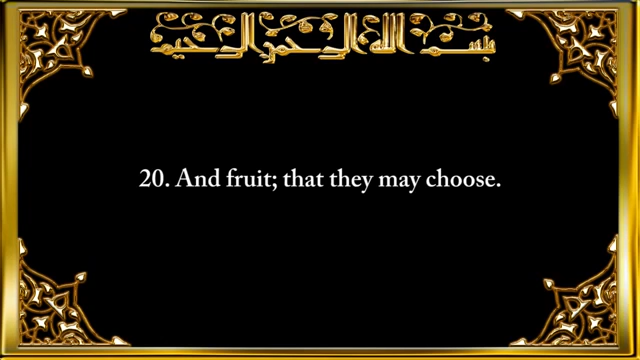 بسم الله الرحمن الرحيم
20. And fruit; that they may choose.